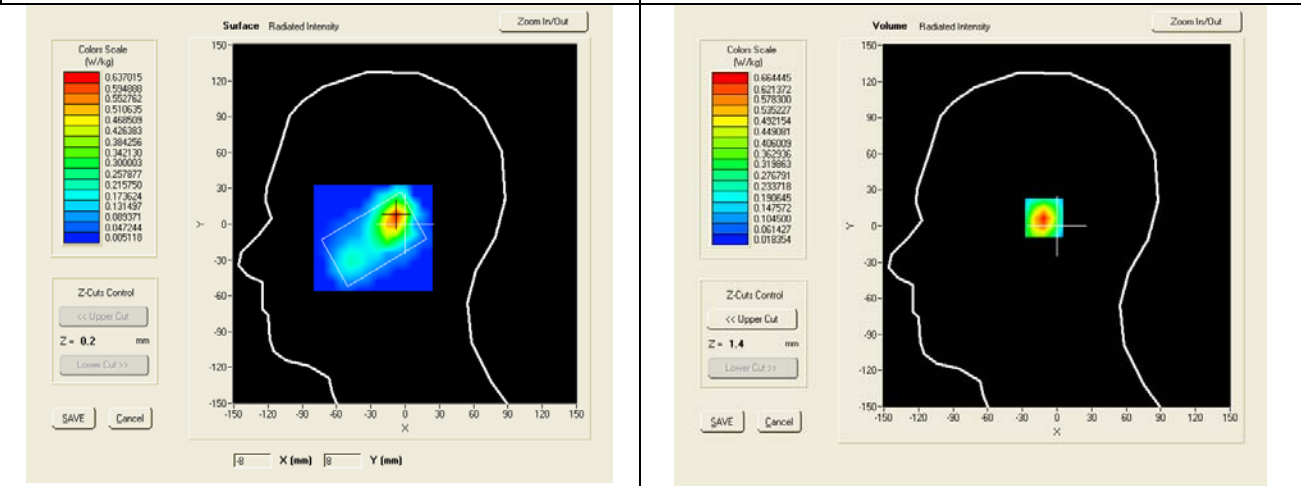 Surface Radiated Intensity
Zoom In/Out
Colors Scale
(W/kg)
0.637015
0.594888
0.552762
0.510635
0.468509
0.426383
0.384256
0.342130
0.300003
0.257877
0.215750
0.173624
0.131497
0.089371
0.047244
0.005118
150
120
90
60
30
0
-30
-60
-90
-120
-150
Y
-150 -120 -90 -60 -30 0 30 60 90 120 150
X
Z-Cuts Control
<< Upper Cut
Z = 0.2 mm
Lower Cut >>
SAVE Cancel
-8 X (mm) 8 Y (mm)
Volume Radiated Intensity
Zoom In/Out
Colors Scale
(W/kg)
0.664445
0.621372
0.578300
0.535227
0.492154
0.449081
0.406009
0.362936
0.319863
0.276791
0.233718
0.190645
0.147572
0.104500
0.061427
0.018354
150
120
90
60
30
0
-30
-60
-90
-120
-150
Y
-150 -120 -90 -60 -30 0 30 60 90 120 150
X
Z-Cuts Control
<< Upper Cut
Z = 1.4 mm
Lower Cut >>
SAVE Cancel